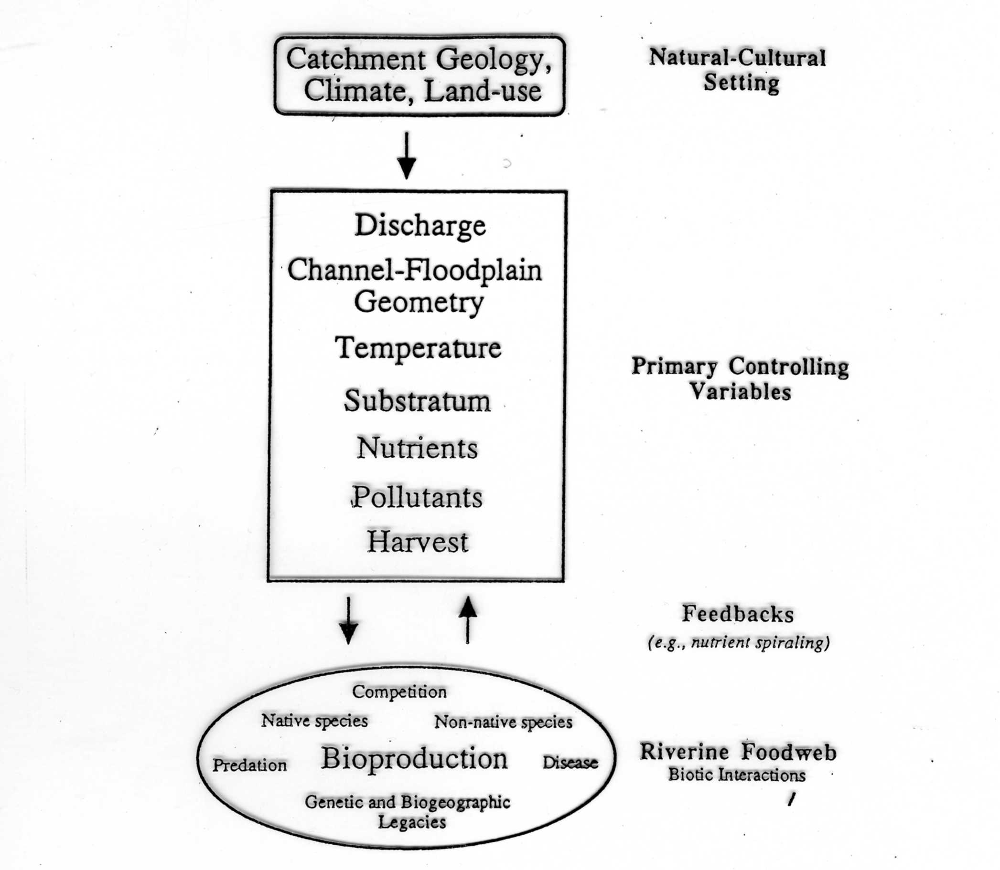 Catchment Geology,
Climate, Land-use
Natural-Cultural
Setting
Discharge
Channel-Floodplain
Geometry
Temperature
Substratum
Nutrients
Pollutants
Harvest
Primary Controlling
Variables
Feedbacks
(e.g., nutrient spiraling)
Competition
Native species
Non-native species
Predation
Bioproduction
Disease
Genetic and Biogeographic
Legacies
Riverine Foodweb
Biotic Interactions